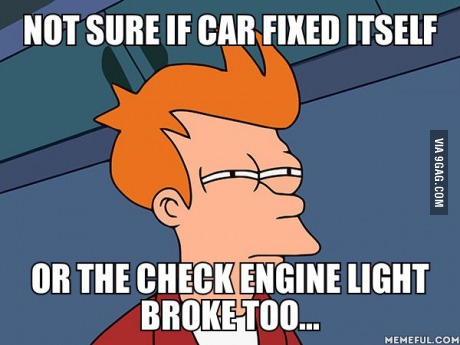 NOT SURE IF CAR FIXED ITSELF
VIA 9GAG.COM
OR THE CHECK ENGINE LIGHT
BROKE TOO...
MEMEFUL.COM